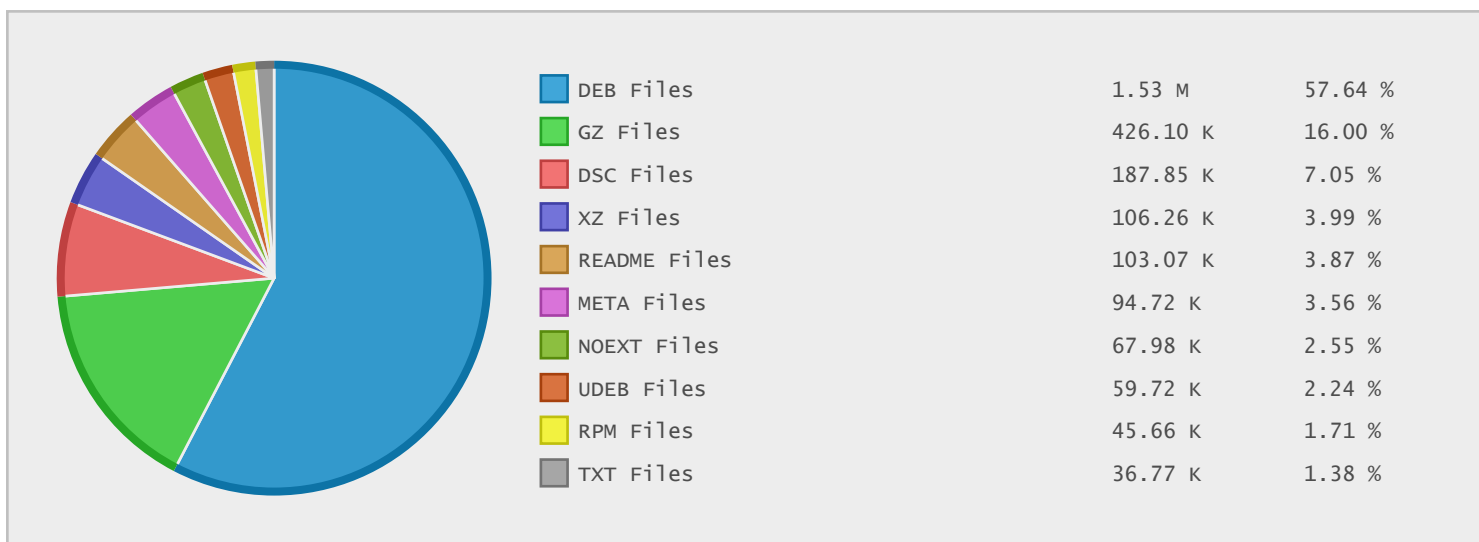 DEB Files 1.53 M 57.64 %
GZ Files 426.10 K 16.00 %
DSC Files 187.85 K 7.05 %
XZ Files 106.26 K 3.99 %
README Files 103.07 K 3.87 %
META Files 94.72 K 3.56 %
NOEXT Files 67.98 K 2.55 %
UDEB Files 59.72 K 2.24 %
RPM Files 45.66 K 1.71 %
TXT Files 36.77 K 1.38 %